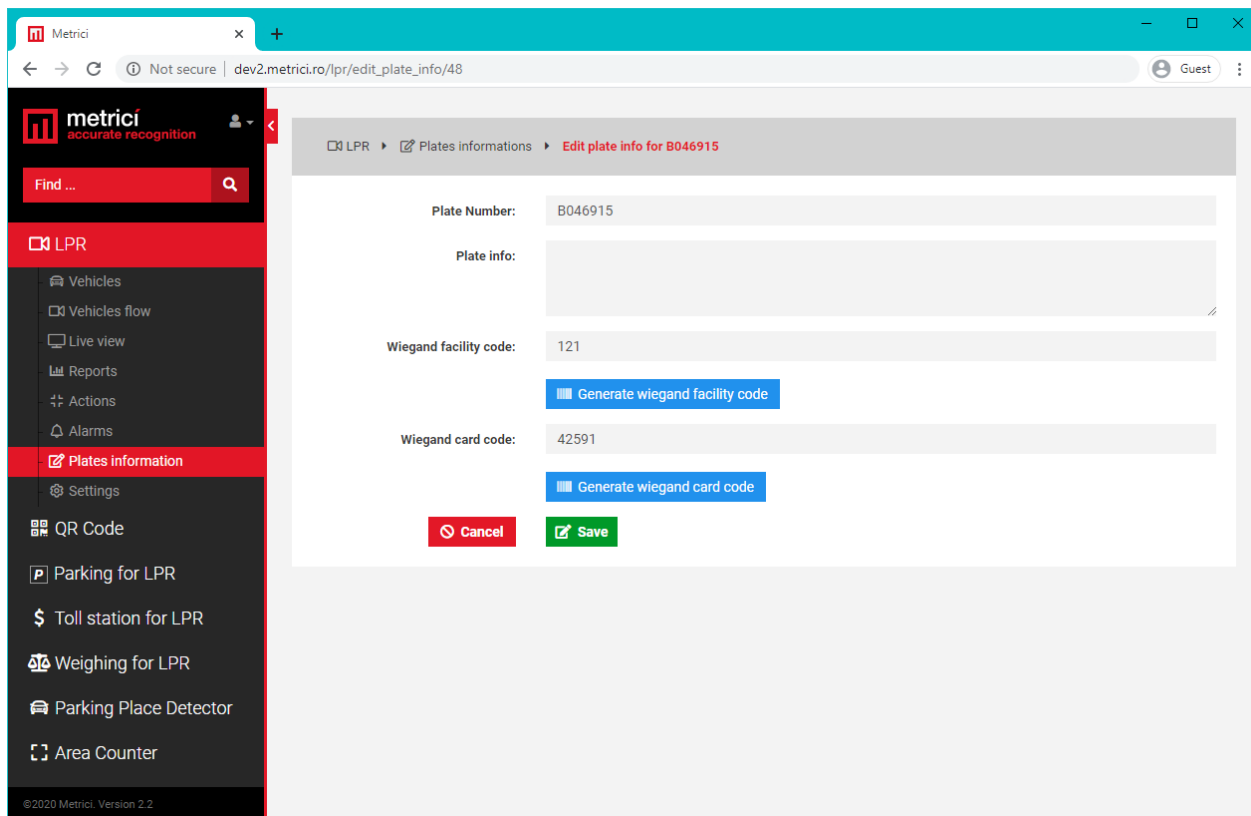 Metrici
Not secure | dev2.metrici.ro/lpr/edit_plate_info/48
Guest
metrici
accurate recognition
Find ...
LPR
Vehicles
Vehicles flow
Live view
Reports
Actions
Alarms
Plates information
Settings
QR Code
Parking for LPR
Toll station for LPR
Weighing for LPR
Parking Place Detector
Area Counter
©2020 Metrici. Version 2.2
LPR Plates informations Edit plate info for B046915
Plate Number: B046915
Plate info:
Wiegand facility code: 121
Generate wiegand facility code
Wiegand card code: 42591
Generate wiegand card code
Cancel Save